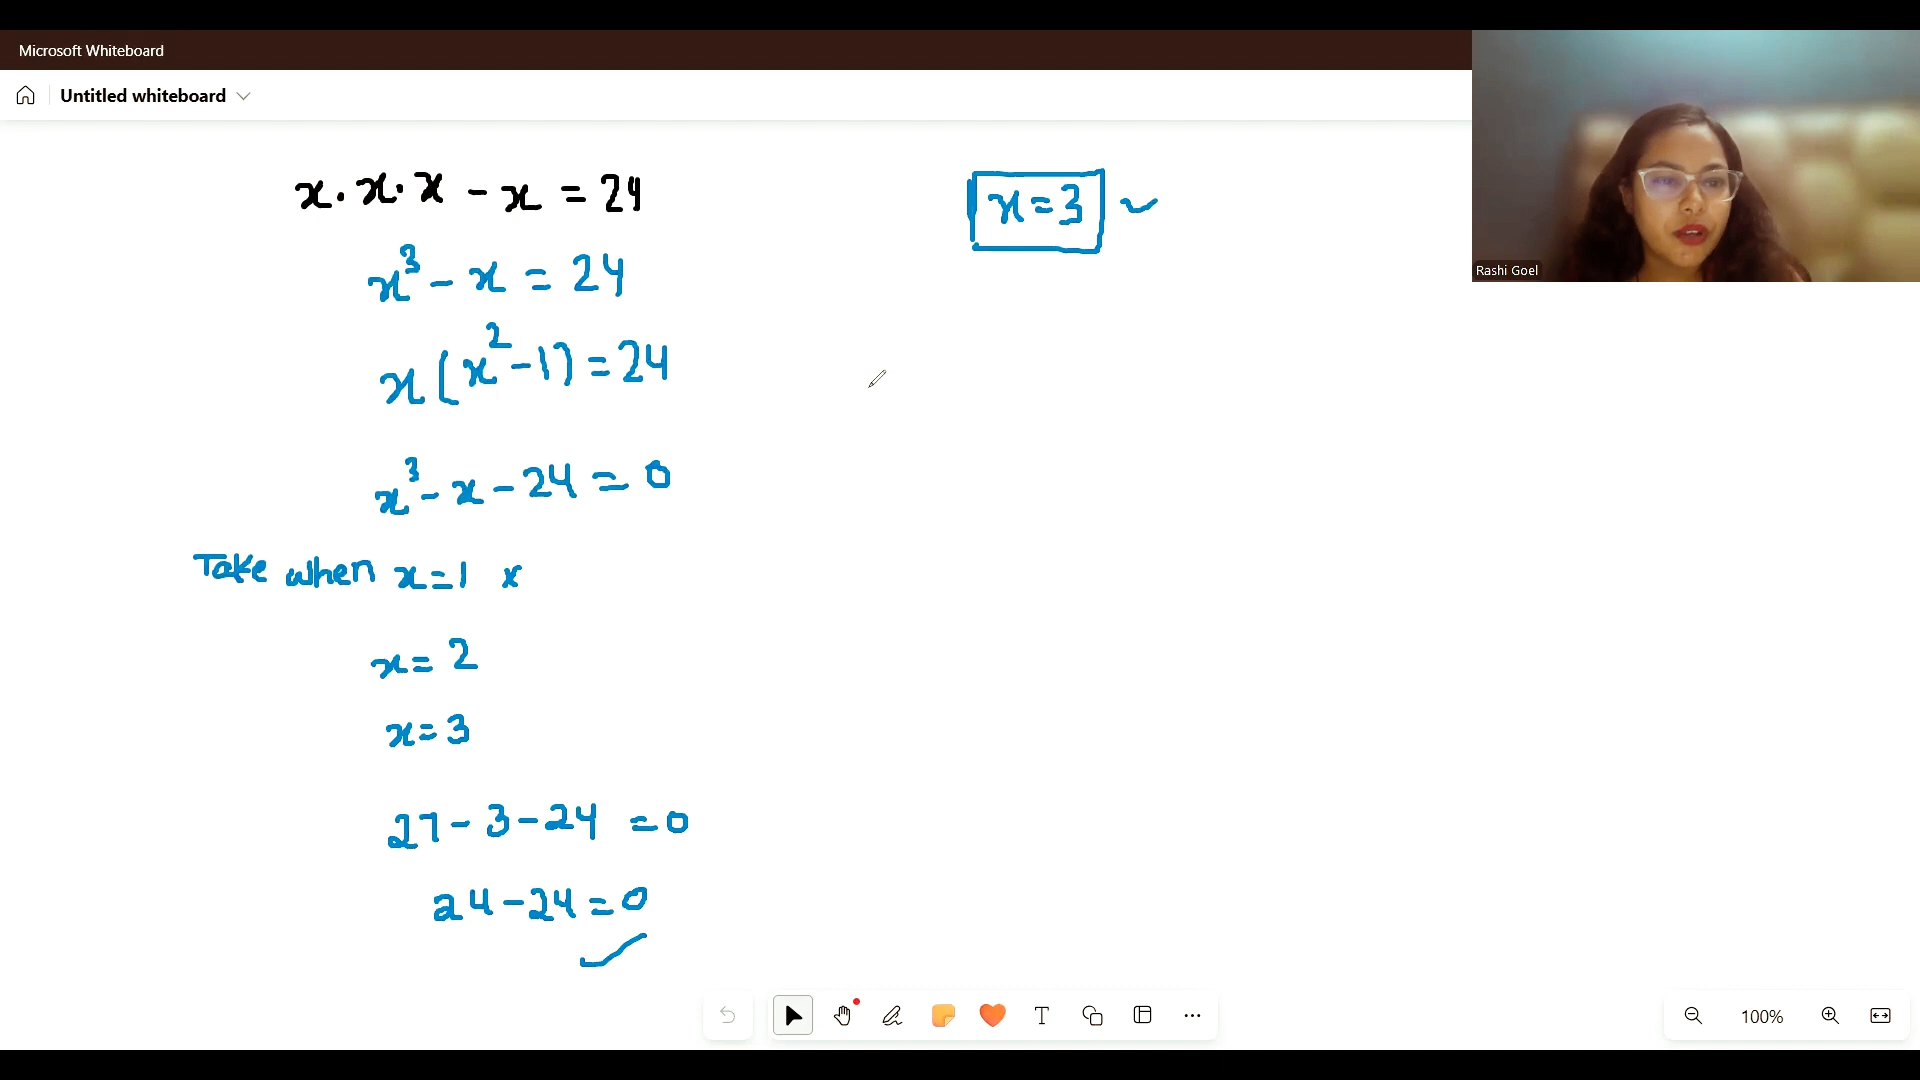 Microsoft Whiteboard
Untitled whiteboard
x . x . x - x = 24
x³ - x = 24
x(x² - 1) = 24
x³ - x - 24 = 0
Take when x = 1 ×
x = 2
x = 3
27 - 3 - 24 = 0
24 - 24 = 0 ✓
x = 3 ✓
Rashi Goel
T
100%